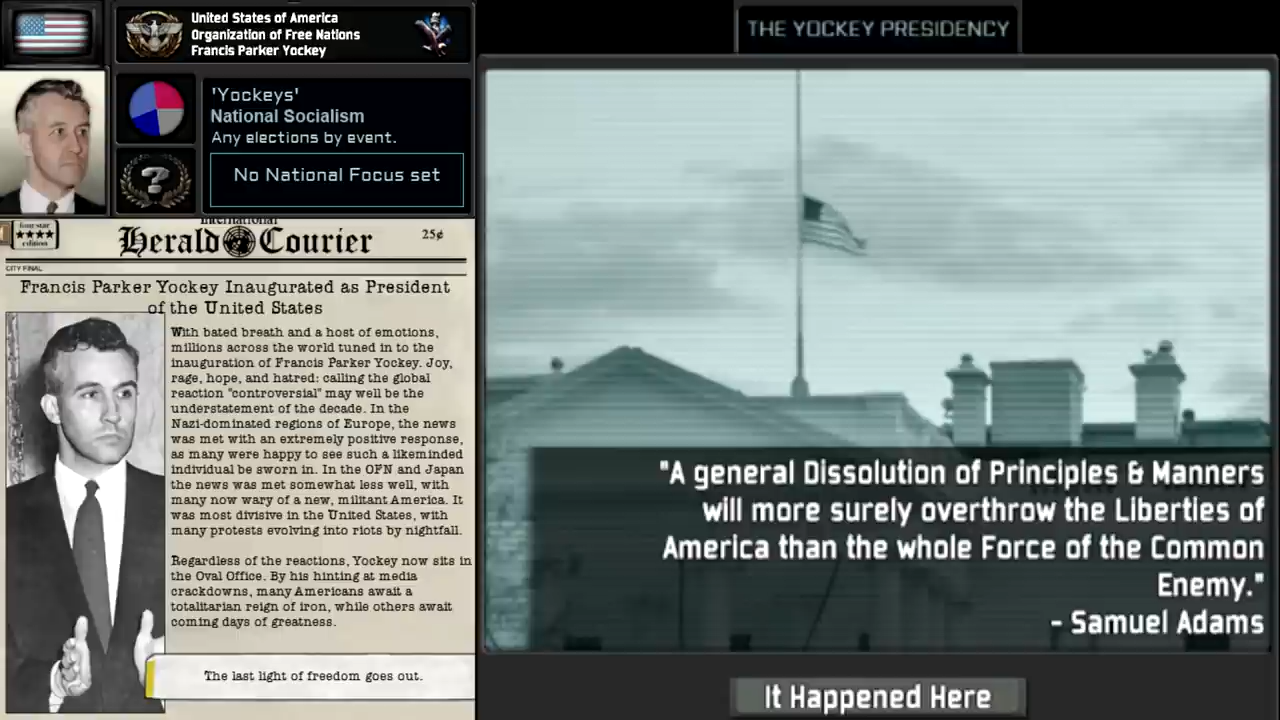 United States of America
Organization of Free Nations
Francis Parker Yockey
'Yockeys'
National Socialism
Any elections by event.
No National Focus set
International
four star
edition
Herald Courier
25¢
CITY FINAL
Francis Parker Yockey Inaugurated as President
of the United States
With bated breath and a host of emotions,
millions across the world tuned in to the
inauguration of Francis Parker Yockey. Joy,
rage, hope, and hatred: calling the global
reaction "controversial" may well be the
understatement of the decade. In the
Nazi-dominated regions of Europe, the news
was met with an extremely positive response,
as many were happy to see such a likeminded
individual be sworn in. In the OFN and Japan
the news was met somewhat less well, with
many now wary of a new, militant America. It
was most divisive in the United States, with
many protests evolving into riots by nightfall.
Regardless of the reactions, Yockey now sits in
the Oval Office. By his hinting at media
crackdowns, many Americans await a
totalitarian reign of iron, while others await
coming days of greatness.
The last light of freedom goes out.
THE YOCKEY PRESIDENCY
"A general Dissolution of Principles & Manners
will more surely overthrow the Liberties of
America than the whole Force of the Common
Enemy."
- Samuel Adams
It Happened Here